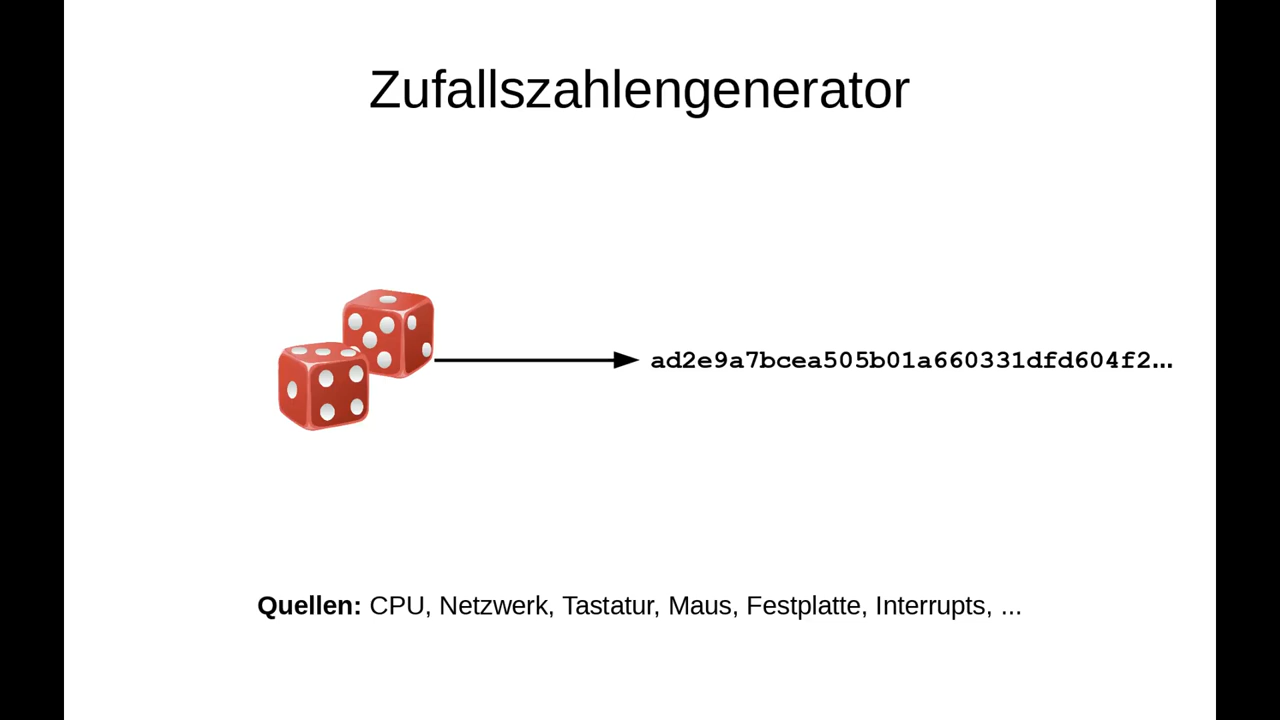 Zufallszahlengenerator
ad2e9a7bcea505b01a660331dfd604f2...
Quellen: CPU, Netzwerk, Tastatur, Maus, Festplatte, Interrupts, ...